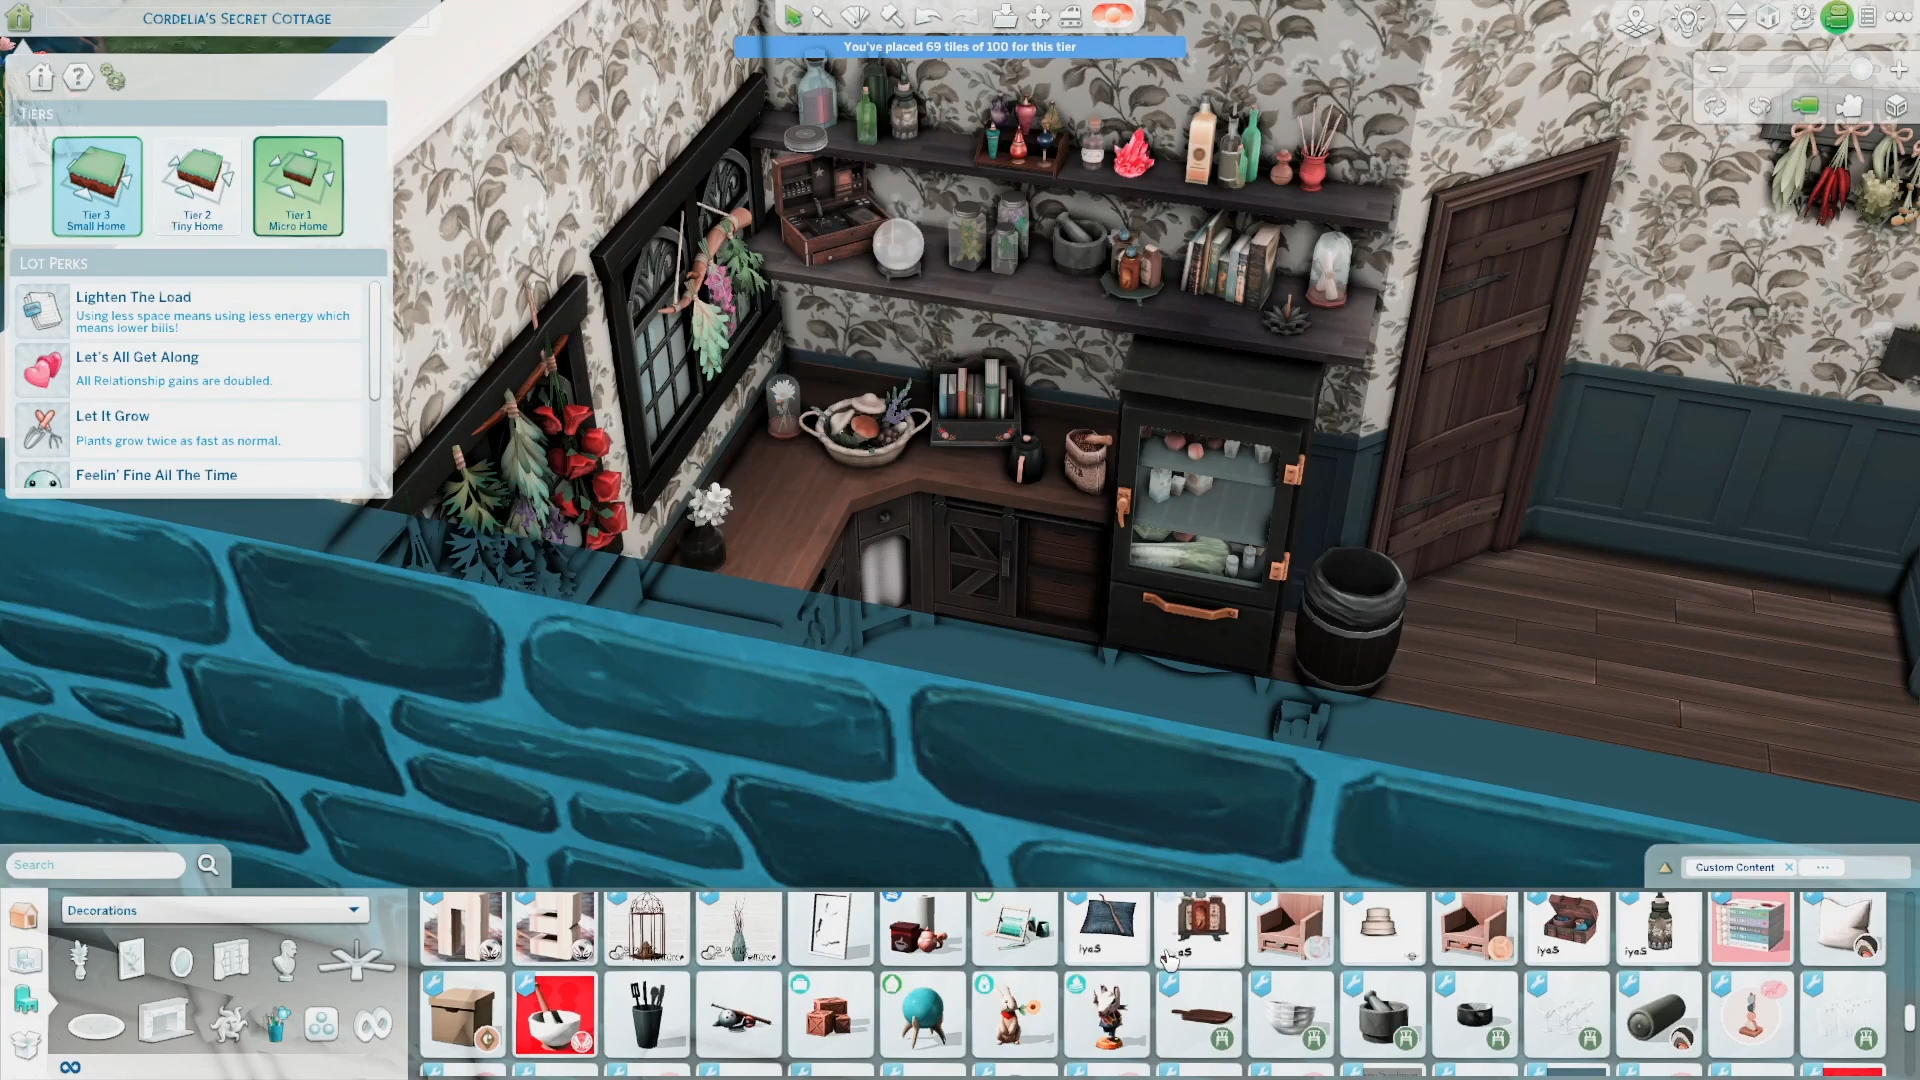 CORDELIA'S SECRET COTTAGE
You've placed 69 tiles of 100 for this tier
TIERS
Tier 3
Small Home
Tier 2
Tiny Home
Tier 1
Micro Home
LOT PERKS
Lighten The Load
Using less space means using less energy which
means lower bills!
Let's All Get Along
All Relationship gains are doubled.
Let It Grow
Plants grow twice as fast as normal.
Feelin' Fine All The Time
Search
Custom Content
Decorations
iyaS
iyaS
iyaS